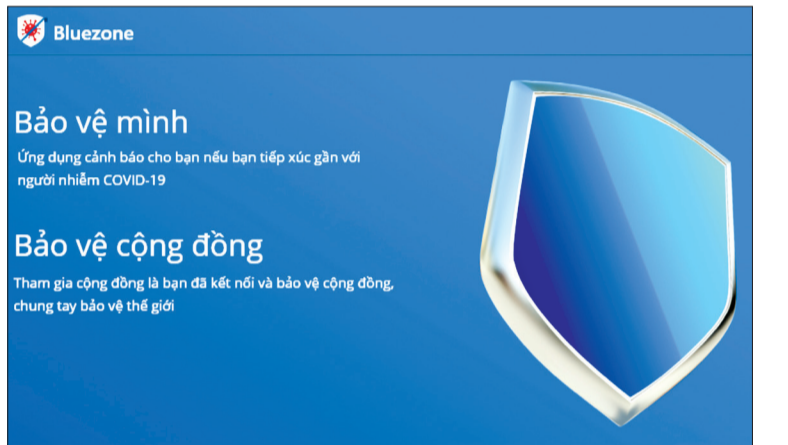 Bluezone
Bảo vệ mình
Ứng dụng cảnh báo cho bạn nếu bạn tiếp xúc gần với
người nhiễm COVID-19
Bảo vệ cộng đồng
Tham gia cộng đồng là bạn đã kết nối và bảo vệ cộng đồng,
chung tay bảo vệ thế giới